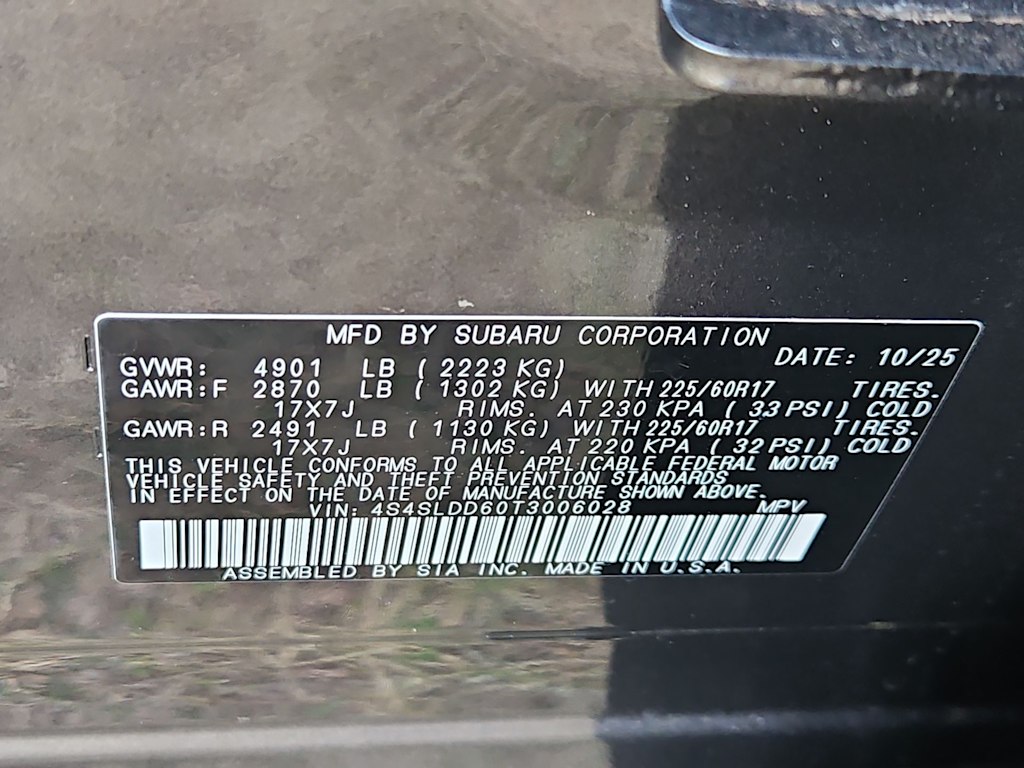 MFD BY SUBARU CORPORATION
DATE: 10/25
GVWR: 4901 LB ( 2223 KG)
GAWR:F 2870 LB ( 1302 KG) WITH 225/60R17 TIRES.
17X7J RIMS. AT 230 KPA ( 33 PSI) COLD
GAWR:R 2491 LB ( 1130 KG) WITH 225/60R17 TIRES.
17X7J RIMS. AT 220 KPA ( 32 PSI) COLD
THIS VEHICLE CONFORMS TO ALL APPLICABLE FEDERAL MOTOR
VEHICLE SAFETY AND THEFT PREVENTION STANDARDS
IN EFFECT ON THE DATE OF MANUFACTURE SHOWN ABOVE.
VIN: 4S4SLDD60T3006028 MPV
ASSEMBLED BY SIA INC. MADE IN U.S.A.